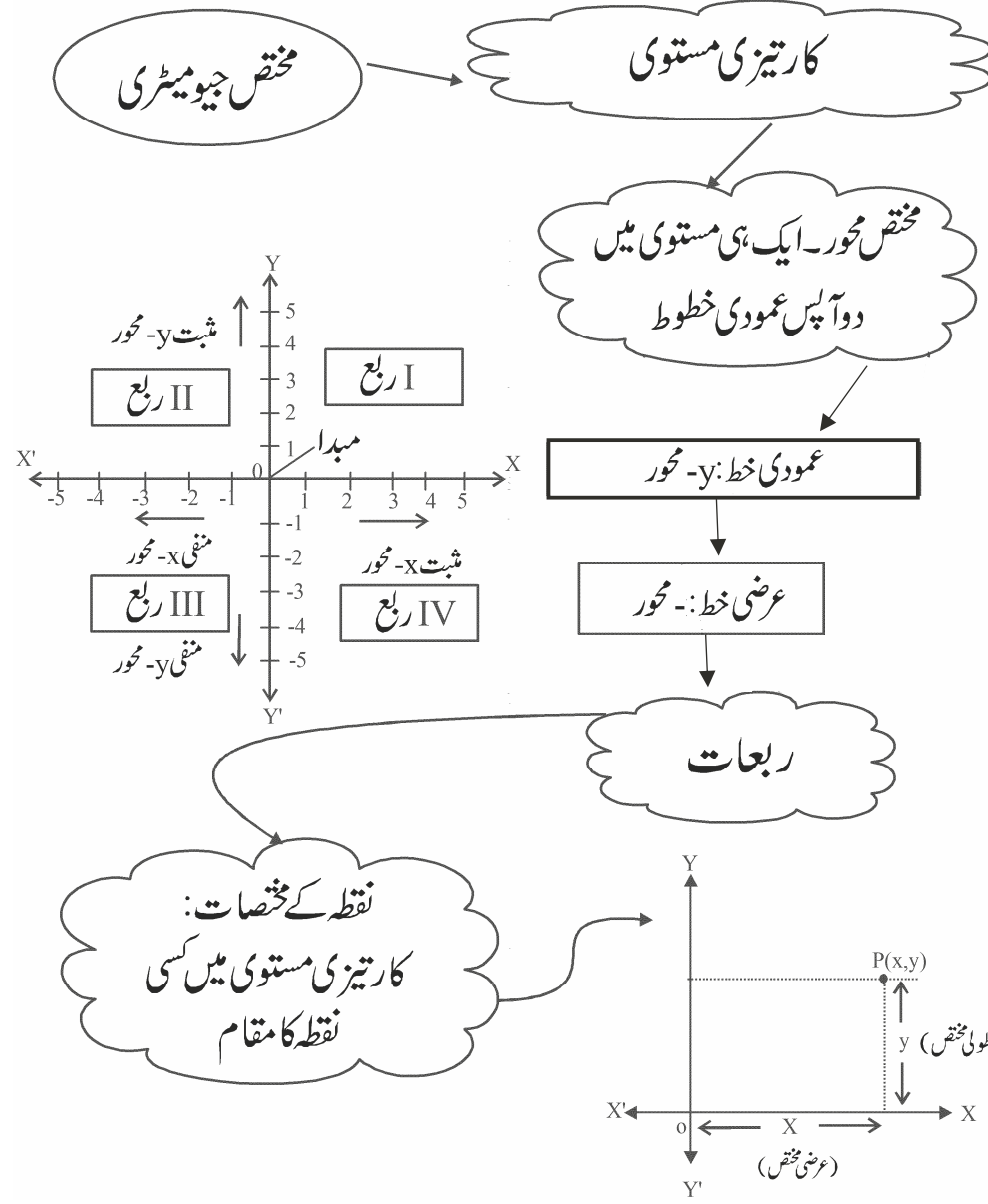 مختص جیومیٹری
کارتیزی مستوی
مختص محور۔ ایک ہی مستوی میں
دو آپس عمودی خطوط
عمودی خط: y- محور
عرضی خط: - محور
ربعات
نقطہ کے مختصات:
کارتیزی مستوی میں کسی
نقطہ کا مقام
Y
5
مثبت y- محور
4
I ربع
3
II ربع
2
1
مبدا
X'
0
X
-5 -4 -3 -2 -1 1 2 3 4 5
-1
منفی x- محور
-2
مثبت x- محور
-3
III ربع
IV ربع
-4
منفی y- محور
-5
Y'
Y
P(x,y)
y (طولی مختص
X'
X
o
X
(عرضی مختص)
Y'